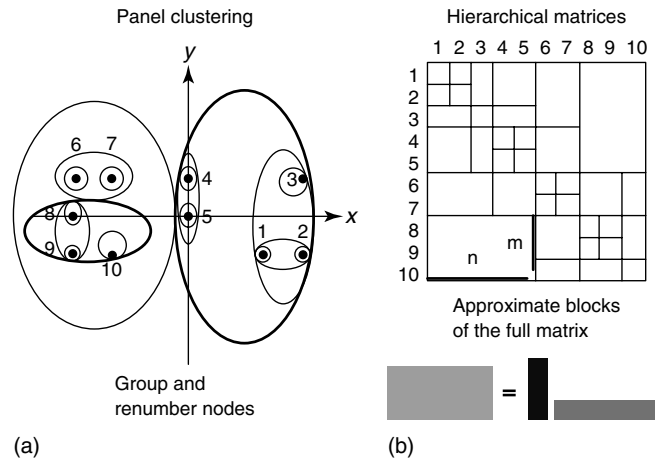 Panel clustering
y
6 7
4
3
8
5
x
1 2
9
10
Group and
renumber nodes
(a)
Hierarchical matrices
1 2 3 4 5 6 7 8 9 10
1
2
3
4
5
6
7
8
9
10
n
m
Approximate blocks
of the full matrix
=
(b)